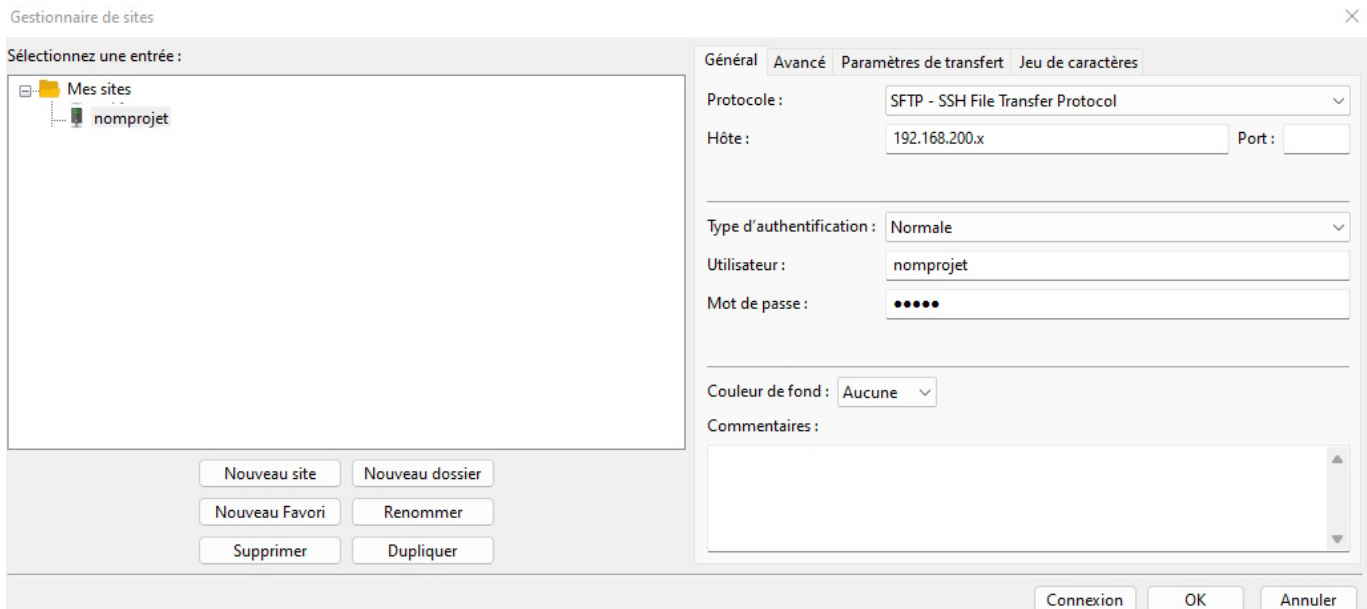 Gestionnaire de sites
Sélectionnez une entrée :
Mes sites
nomprojet
Nouveau site
Nouveau dossier
Nouveau Favori
Renommer
Supprimer
Dupliquer
Général Avancé Paramètres de transfert Jeu de caractères
Protocole : SFTP - SSH File Transfer Protocol
Hôte : 192.168.200.x Port :
Type d'authentification : Normale
Utilisateur : nomprojet
Mot de passe : •••••
Couleur de fond : Aucune
Commentaires :
Connexion OK Annuler